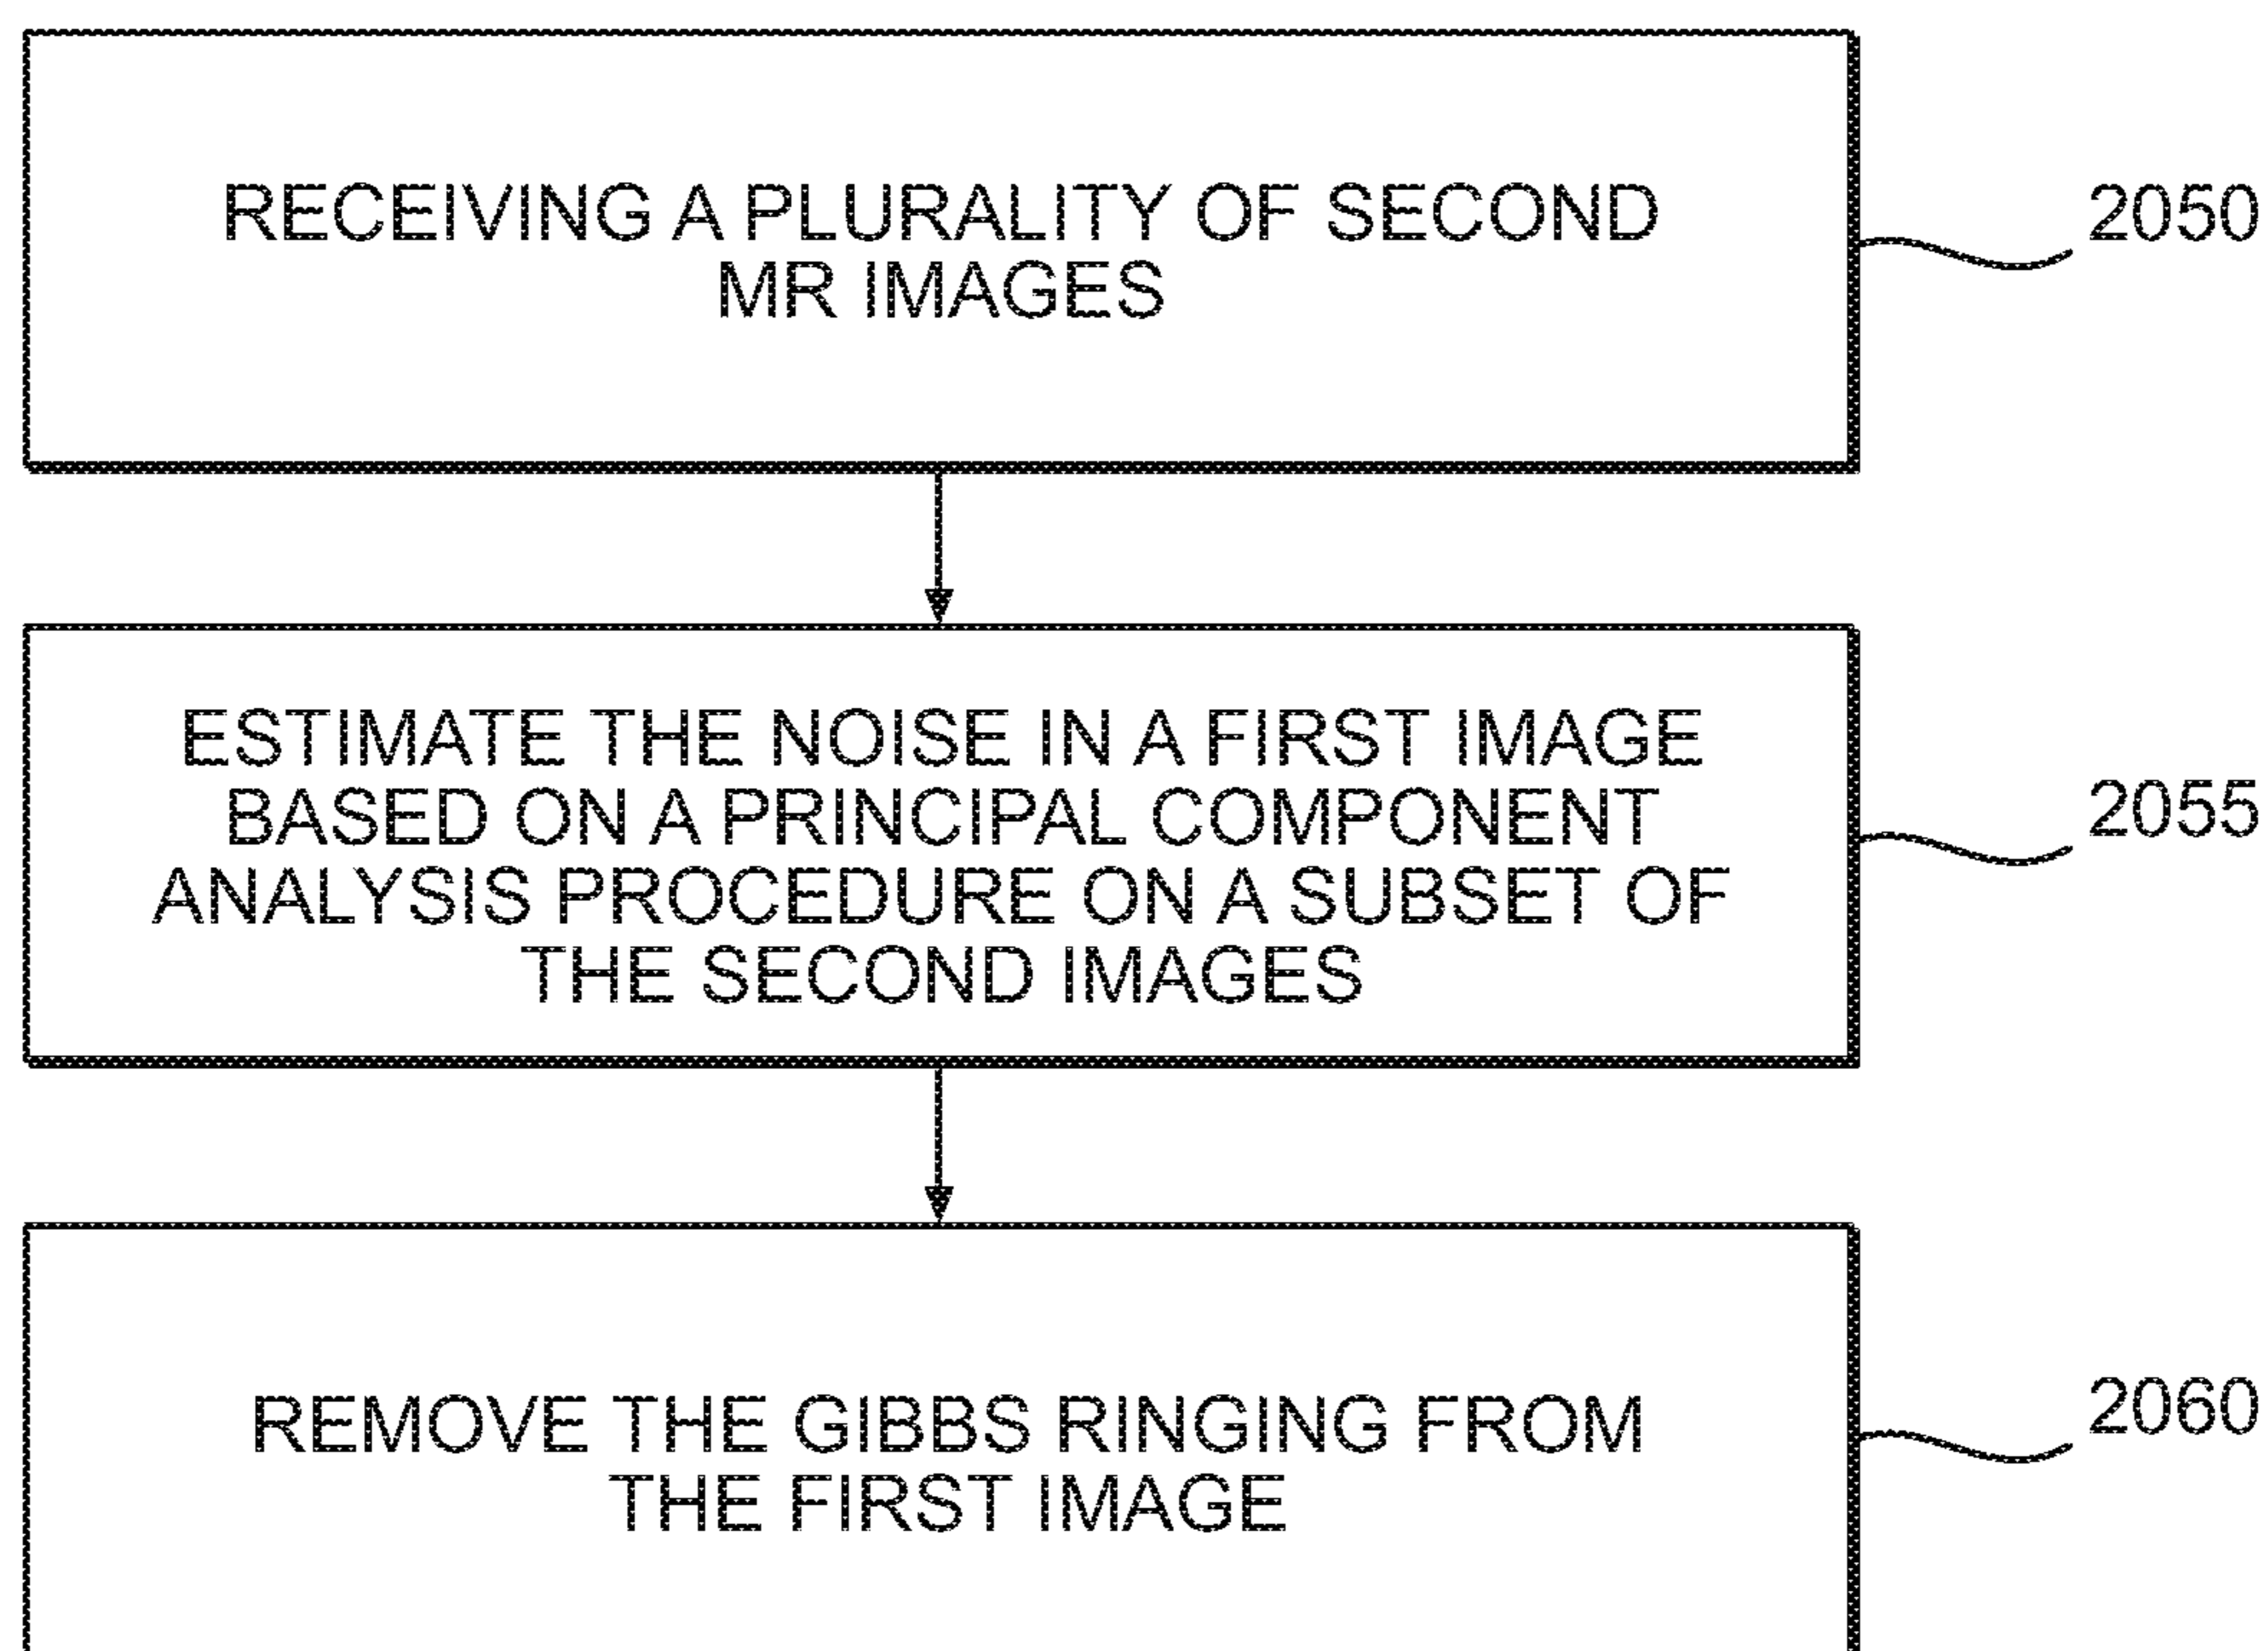 RECEIVING A PLURALITY OF SECOND
MR IMAGES
2050
ESTIMATE THE NOISE IN A FIRST IMAGE
BASED ON A PRINCIPAL COMPONENT
ANALYSIS PROCEDURE ON A SUBSET OF
THE SECOND IMAGES
2055
REMOVE THE GIBBS RINGING FROM
THE FIRST IMAGE
2060